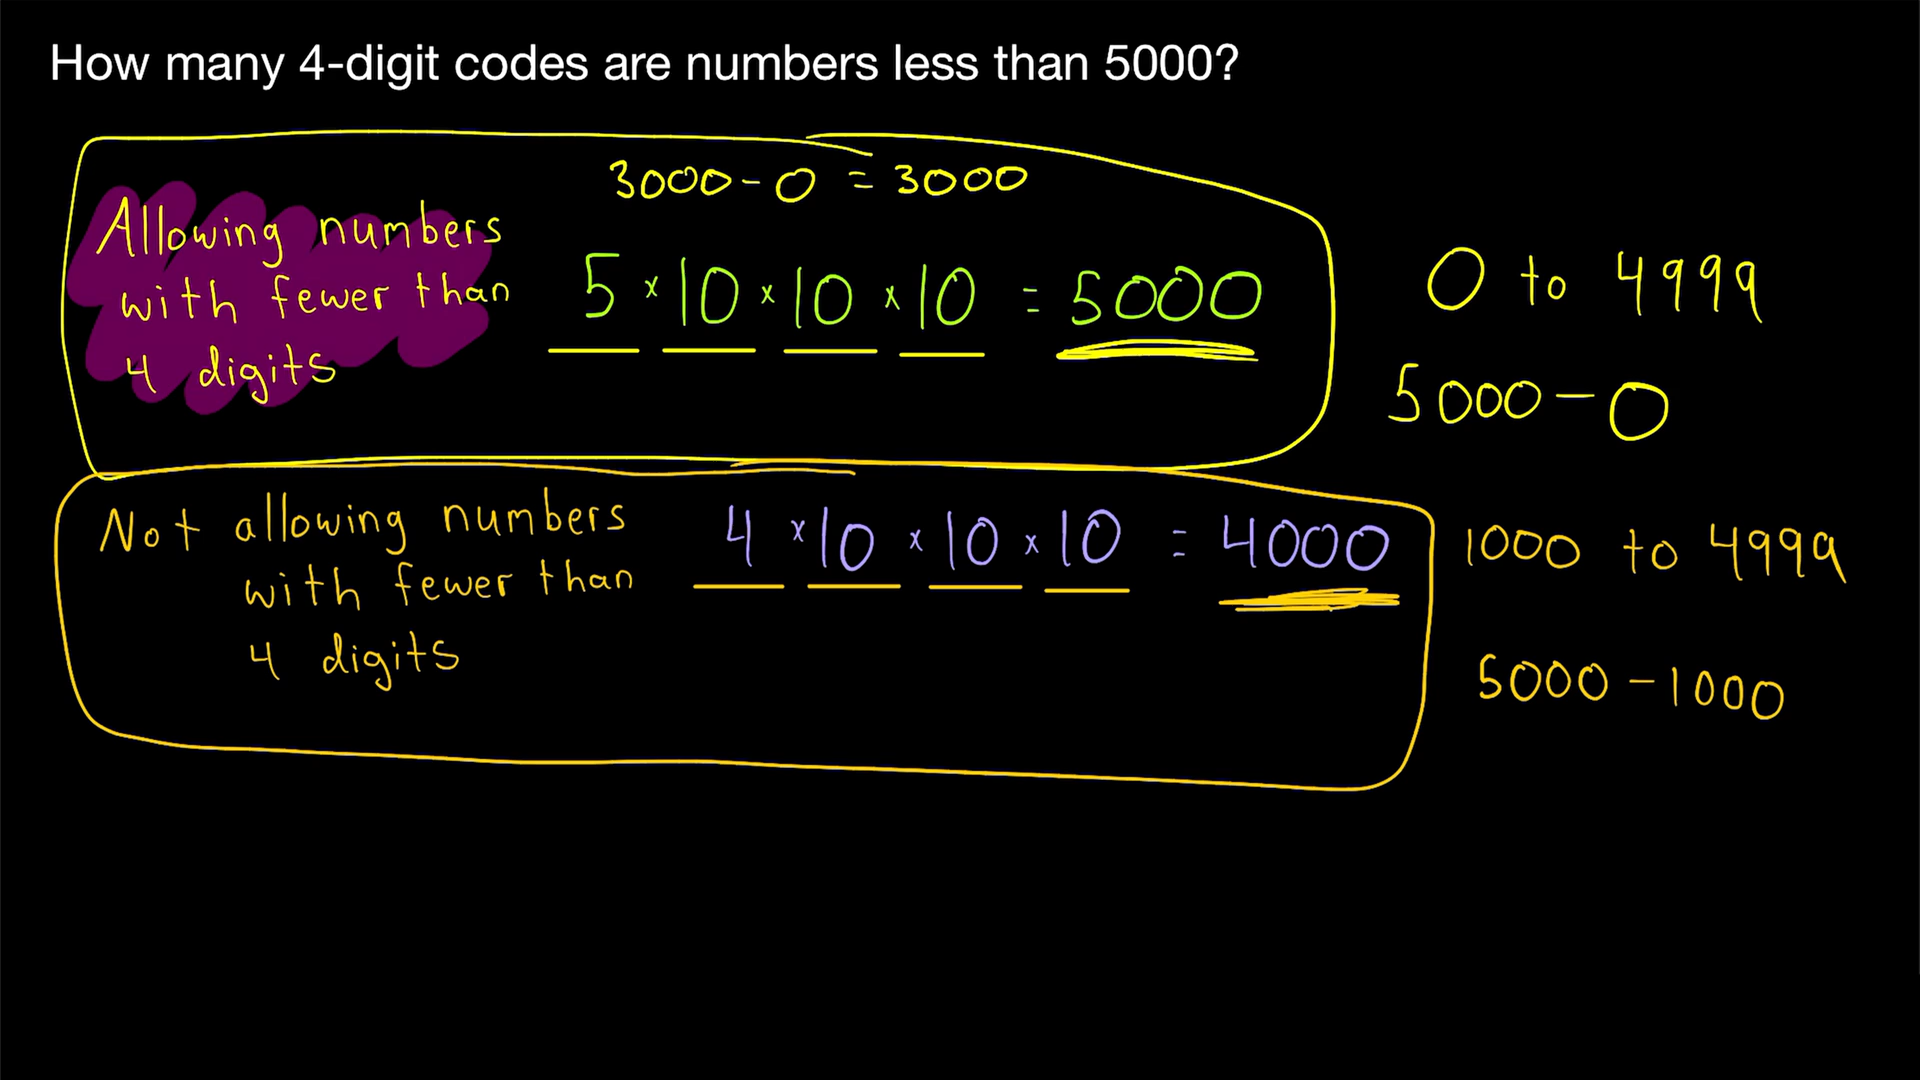 How many 4-digit codes are numbers less than 5000?
3000 - 0 = 3000
Allowing numbers
with fewer than
4 digits
5 × 10 × 10 × 10 = 5000
0 to 4999
5000 - 0
Not allowing numbers
with fewer than
4 digits
4 × 10 × 10 × 10 = 4000
1000 to 4999
5000 - 1000